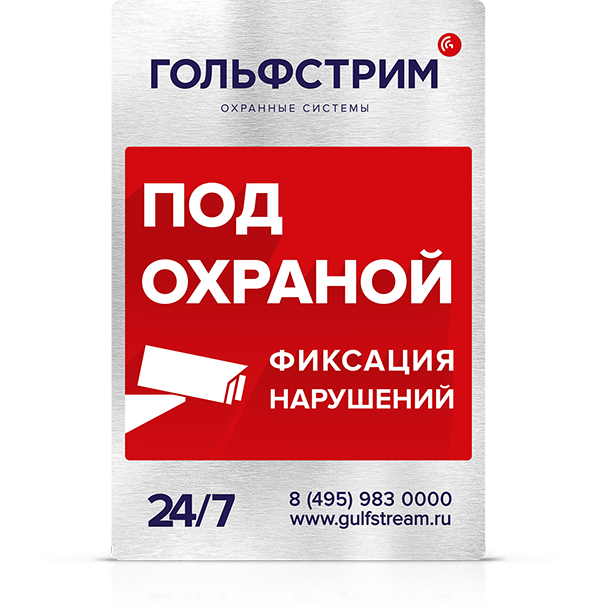 ГОЛЬФСТРИМ
ОХРАННЫЕ СИСТЕМЫ
ПОД
ОХРАНОЙ
ФИКСАЦИЯ
НАРУШЕНИЙ
24/7
8 (495) 983 0000
www.gulfstream.ru